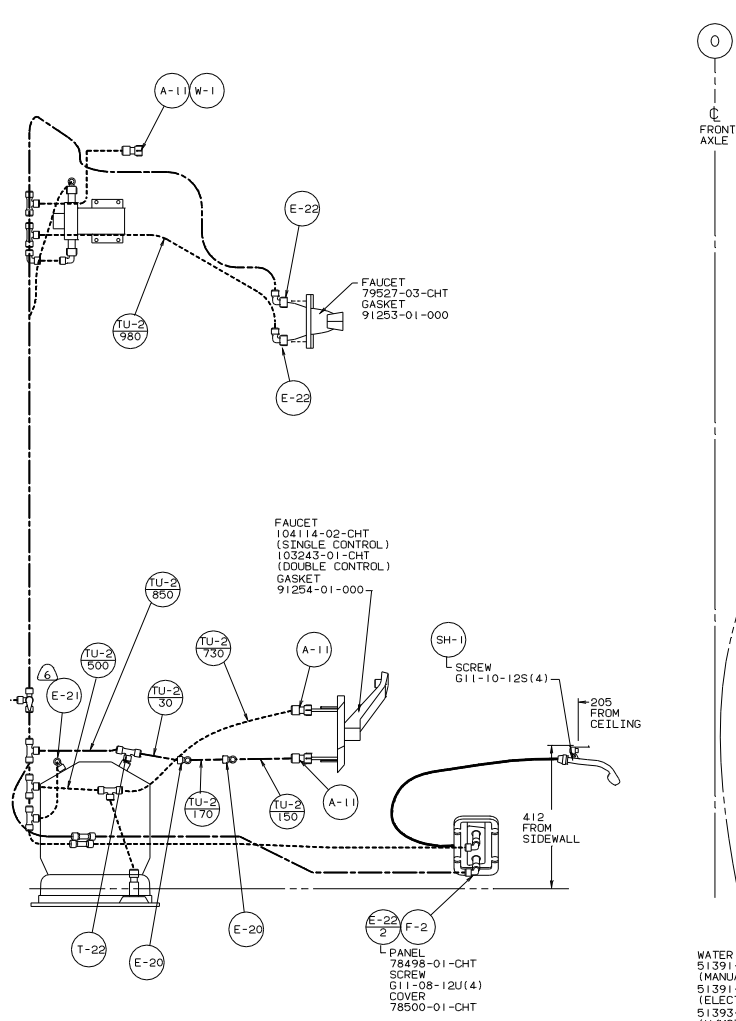 O
A-11 W-1
℄
FRONT
AXLE
E-22
FAUCET
79527-03-CHT
GASKET
91253-01-000
TU-2
980
E-22
FAUCET
104114-02-CHT
(SINGLE CONTROL)
103243-01-CHT
(DOUBLE CONTROL)
GASKET
91254-01-000
TU-2
850
TU-2
730
TU-2
500
A-11
SH-1
6
E-21
TU-2
30
SCREW
G11-10-12S(4)
205
FROM
CEILING
TU-2
170
TU-2
150
A-11
412
FROM
SIDEWALL
T-22
E-20
E-20
E-22
2
F-2
PANEL
78498-01-CHT
SCREW
G11-08-12U(4)
COVER
78500-01-CHT
WATER
51391-
(MANUA
51391-
(ELECT
51393-